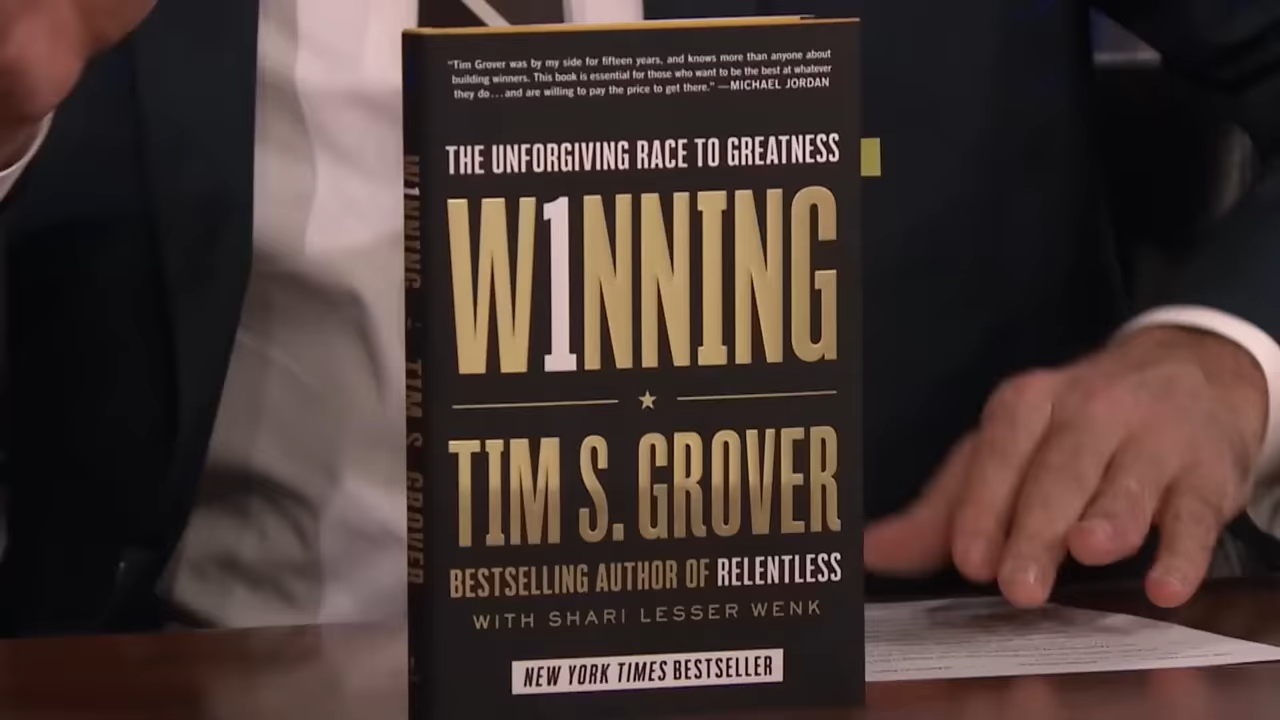 "Tim Grover was by my side for fifteen years, and knows more than anyone about
building winners. This book is essential for those who want to be the best at whatever
they do...and are willing to pay the price to get there." —MICHAEL JORDAN
THE UNFORGIVING RACE TO GREATNESS
W1NNING
TIM S. GROVER
BESTSELLING AUTHOR OF RELENTLESS
WITH SHARI LESSER WENK
NEW YORK TIMES BESTSELLER
W1NNING
TIM S. GROVER